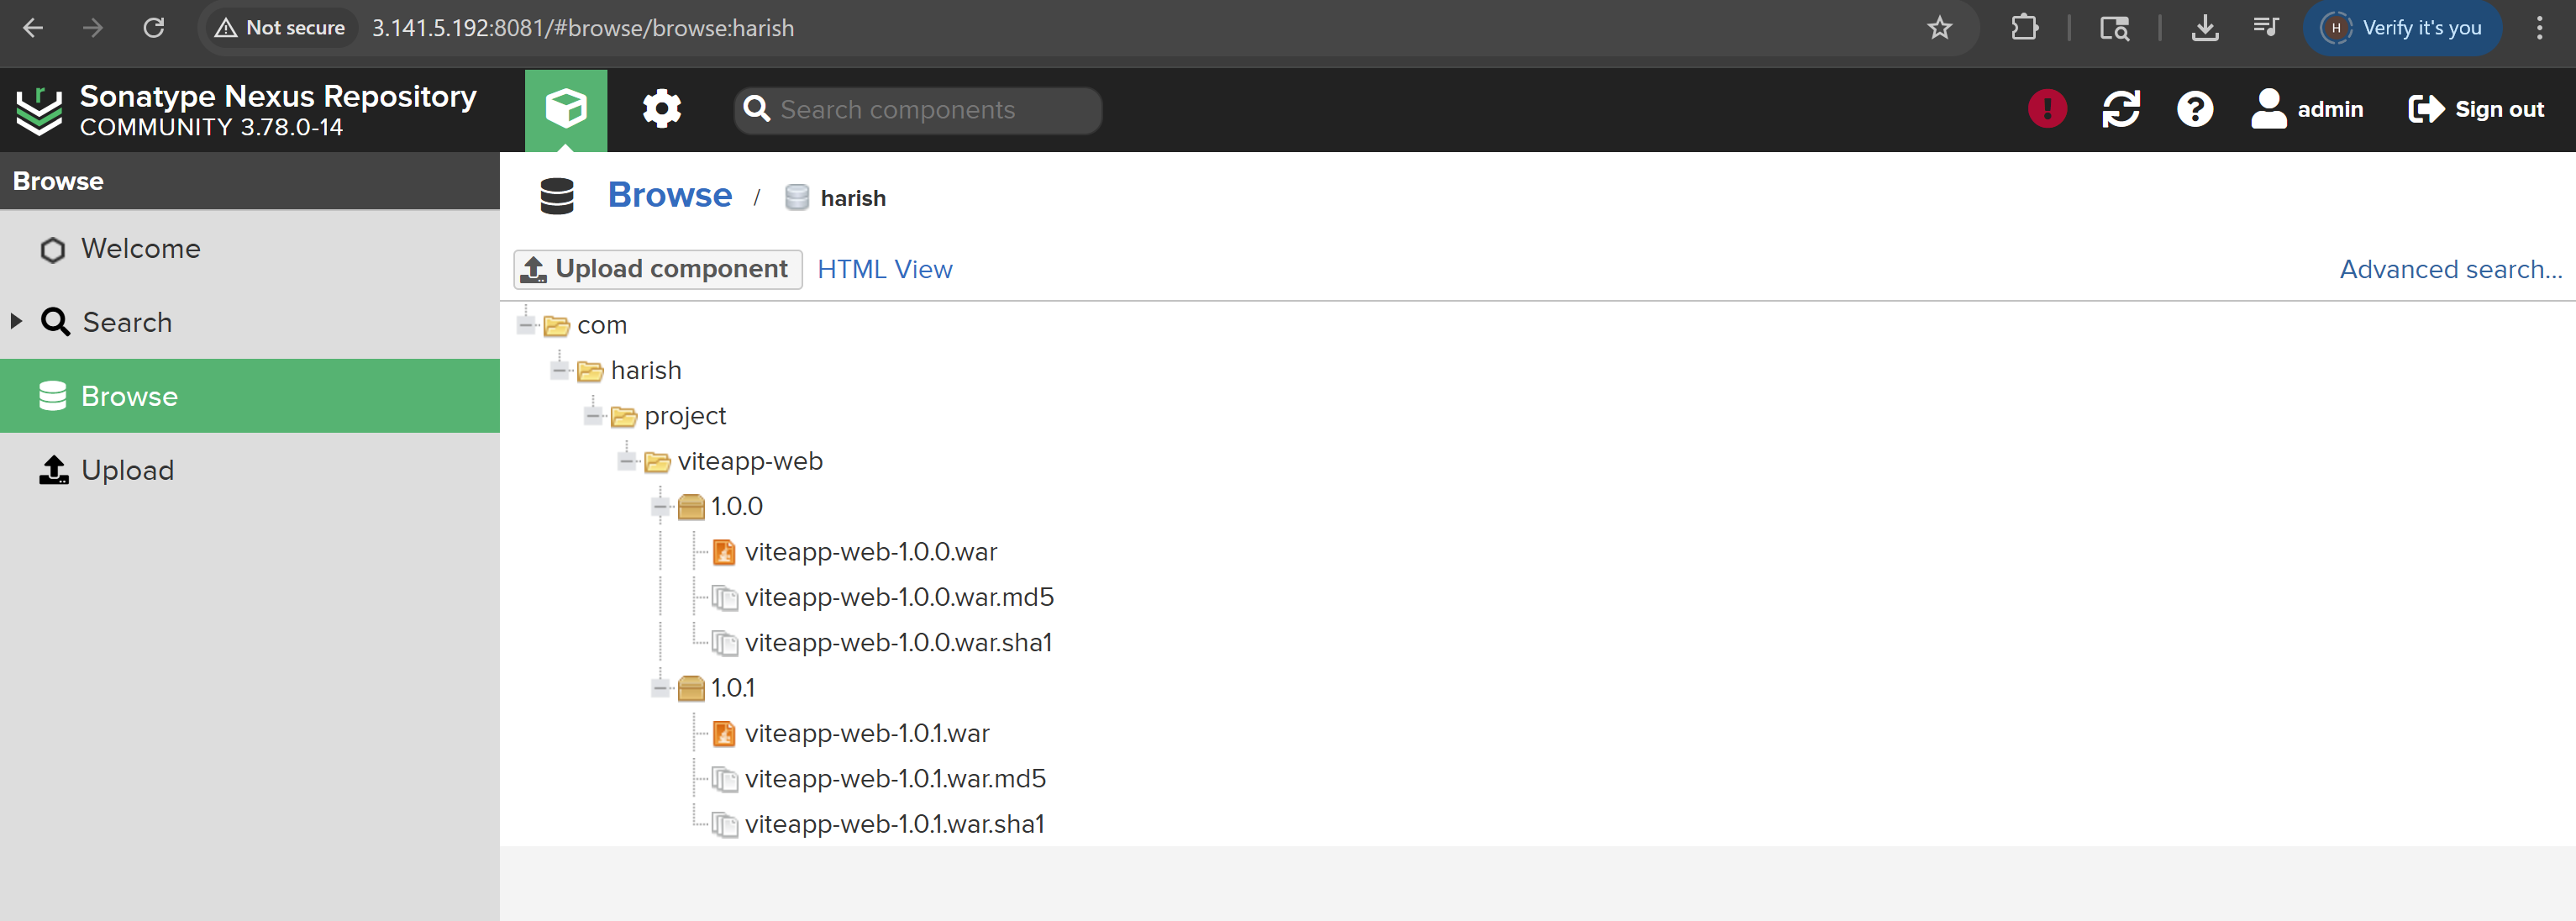 Not secure 3.141.5.192:8081/#browse/browse:harish H Verify it's you
Sonatype Nexus Repository
COMMUNITY 3.78.0-14
Search components
admin Sign out
Browse
Welcome
Search
Browse
Upload
Browse / harish
Upload component HTML View Advanced search...
com
harish
project
viteapp-web
1.0.0
viteapp-web-1.0.0.war
viteapp-web-1.0.0.war.md5
viteapp-web-1.0.0.war.sha1
1.0.1
viteapp-web-1.0.1.war
viteapp-web-1.0.1.war.md5
viteapp-web-1.0.1.war.sha1